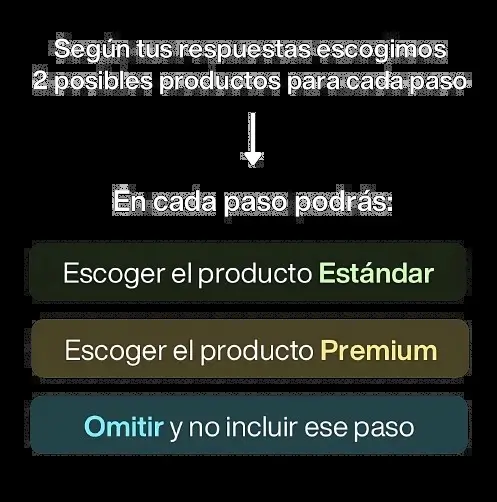 Según tus respuestas escogimos
2 posibles productos para cada paso
En cada paso podrás:
Escoger el producto Estándar
Escoger el producto Premium
Omitir y no incluir ese paso